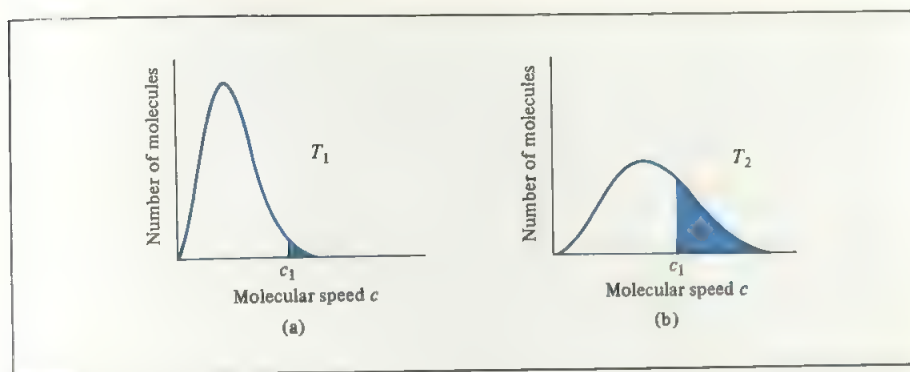 Number of molecules
T₁
c₁
Molecular speed c
(a)
Number of molecules
T₂
c₁
Molecular speed c
(b)